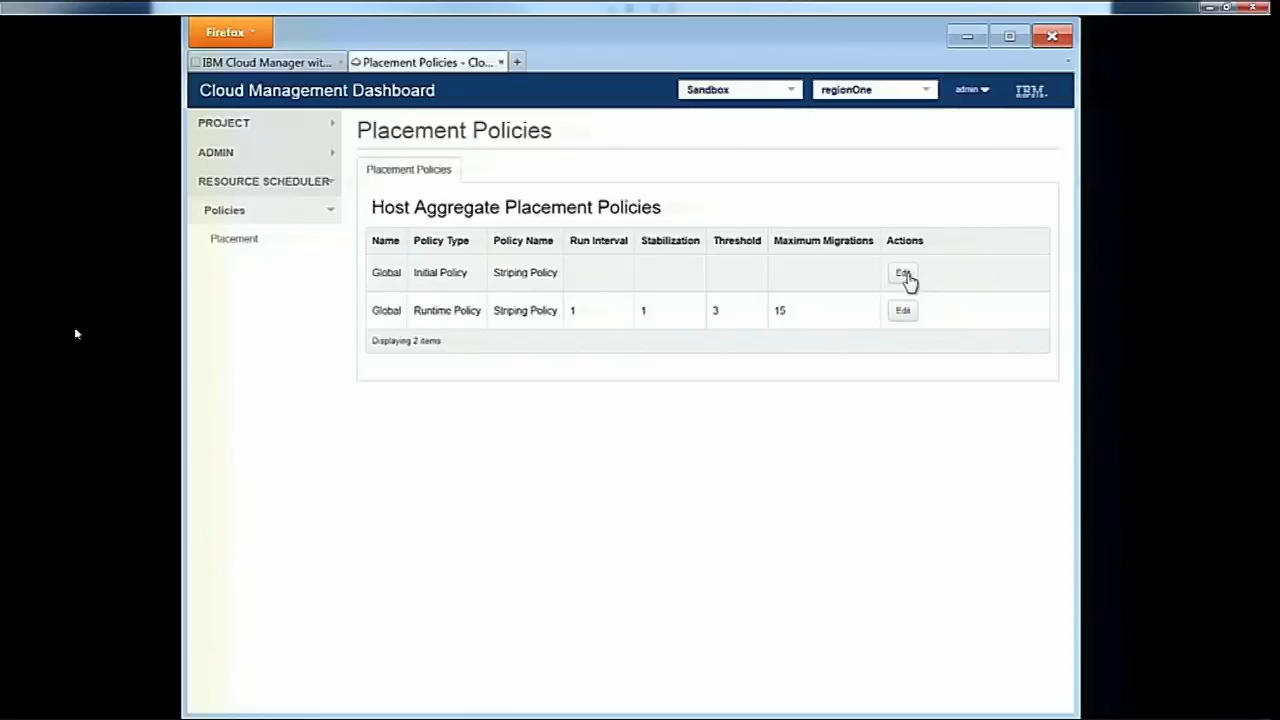 Firefox
IBM Cloud Manager wit...
Placement Policies - Clo...
Cloud Management Dashboard
Sandbox
regionOne
admin
IBM.
PROJECT
ADMIN
RESOURCE SCHEDULER
Policies
Placement
Placement Policies
Placement Policies
Host Aggregate Placement Policies
Name Policy Type Policy Name Run Interval Stabilization Threshold Maximum Migrations Actions
Global Initial Policy Striping Policy Edit
Global Runtime Policy Striping Policy 1 1 3 15 Edit
Displaying 2 items